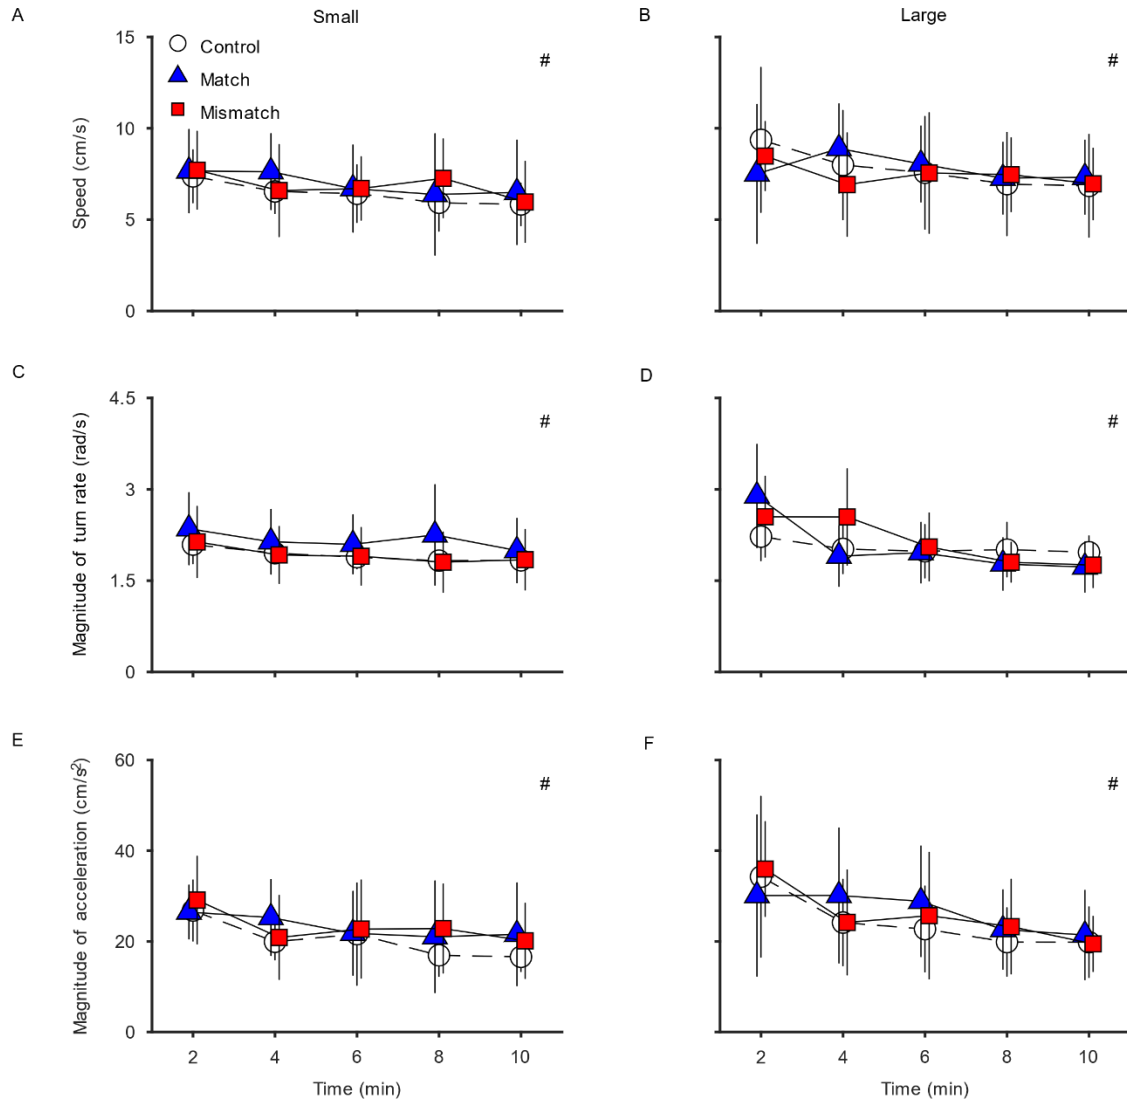 A
Small
B
Large
15
10
5
0
Speed (cm/s)
Control
Match
Mismatch
#
#
C
D
4.5
3
1.5
0
Magnitude of turn rate (rad/s)
#
#
E
F
60
40
20
0
Magnitude of acceleration (cm/s²)
#
#
2 4 6 8 10
2 4 6 8 10
Time (min)
Time (min)